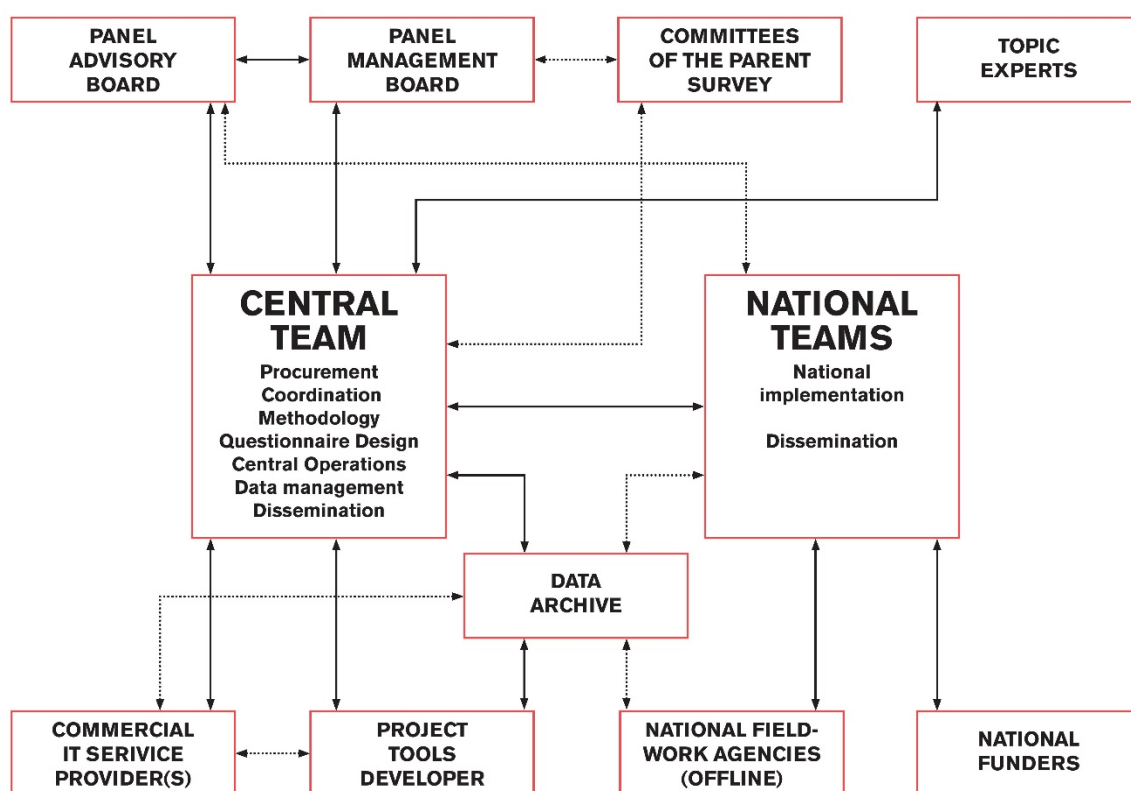 PANEL
ADVISORY
BOARD
PANEL
MANAGEMENT
BOARD
COMMITTEES
OF THE PARENT
SURVEY
TOPIC
EXPERTS
CENTRAL
TEAM
Procurement
Coordination
Methodology
Questionnaire Design
Central Operations
Data management
Dissemination
NATIONAL
TEAMS
National
implementation
Dissemination
DATA
ARCHIVE
COMMERCIAL
IT SERIVICE
PROVIDER(S)
PROJECT
TOOLS
DEVELOPER
NATIONAL FIELD-
WORK AGENCIES
(OFFLINE)
NATIONAL
FUNDERS